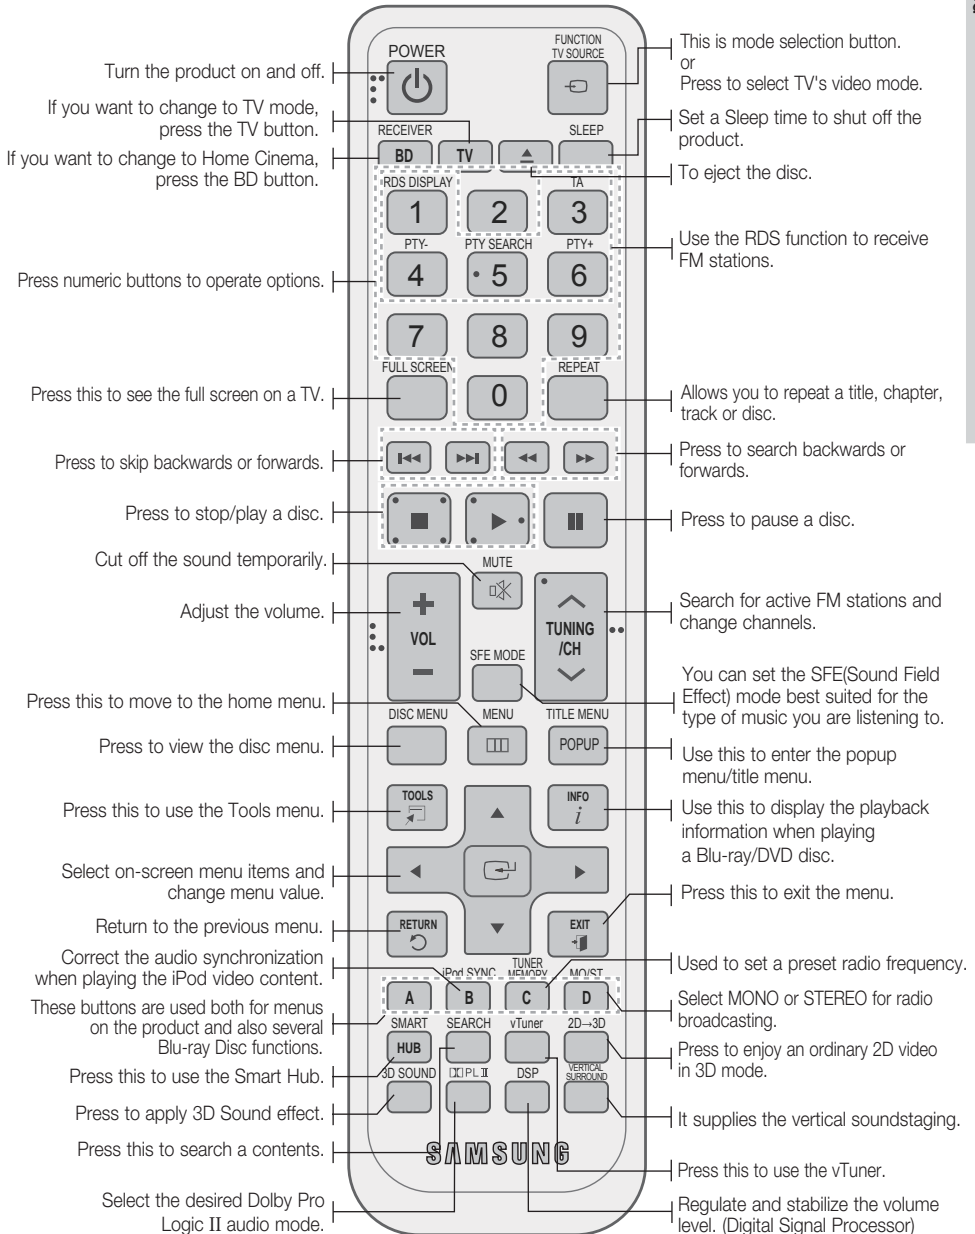 Turn the product on and off.
If you want to change to TV mode,
press the TV button.
If you want to change to Home Cinema,
press the BD button.
Press numeric buttons to operate options.
Press this to see the full screen on a TV.
Press to skip backwards or forwards.
Press to stop/play a disc.
Cut off the sound temporarily.
Adjust the volume.
Press this to move to the home menu.
Press to view the disc menu.
Press this to use the Tools menu.
Select on-screen menu items and
change menu value.
Return to the previous menu.
Correct the audio synchronization
when playing the iPod video content.
These buttons are used both for menus
on the product and also several
Blu-ray Disc functions.
Press this to use the Smart Hub.
Press to apply 3D Sound effect.
Press this to search a contents.
Select the desired Dolby Pro
Logic II audio mode.
POWER
FUNCTION
TV SOURCE
RECEIVER
SLEEP
BD
TV
RDS DISPLAY
TA
1
2
3
PTY-
PTY SEARCH
PTY+
4
5
6
7
8
9
FULL SCREEN
REPEAT
0
MUTE
VOL
TUNING
/CH
SFE MODE
DISC MENU
MENU
TITLE MENU
POPUP
TOOLS
INFO
i
RETURN
EXIT
iPod SYNC
TUNER
MEMORY
MO/ST
A
B
C
D
SMART
SEARCH
vTuner
2D→3D
HUB
3D SOUND
PL II
DSP
VERTICAL
SURROUND
SAMSUNG
This is mode selection button.
or
Press to select TV's video mode.
Set a Sleep time to shut off the
product.
To eject the disc.
Use the RDS function to receive
FM stations.
Allows you to repeat a title, chapter,
track or disc.
Press to search backwards or
forwards.
Press to pause a disc.
Search for active FM stations and
change channels.
You can set the SFE(Sound Field
Effect) mode best suited for the
type of music you are listening to.
Use this to enter the popup
menu/title menu.
Use this to display the playback
information when playing
a Blu-ray/DVD disc.
Press this to exit the menu.
Used to set a preset radio frequency.
Select MONO or STEREO for radio
broadcasting.
Press to enjoy an ordinary 2D video
in 3D mode.
It supplies the vertical soundstaging.
Press this to use the vTuner.
Regulate and stabilize the volume
level. (Digital Signal Processor)